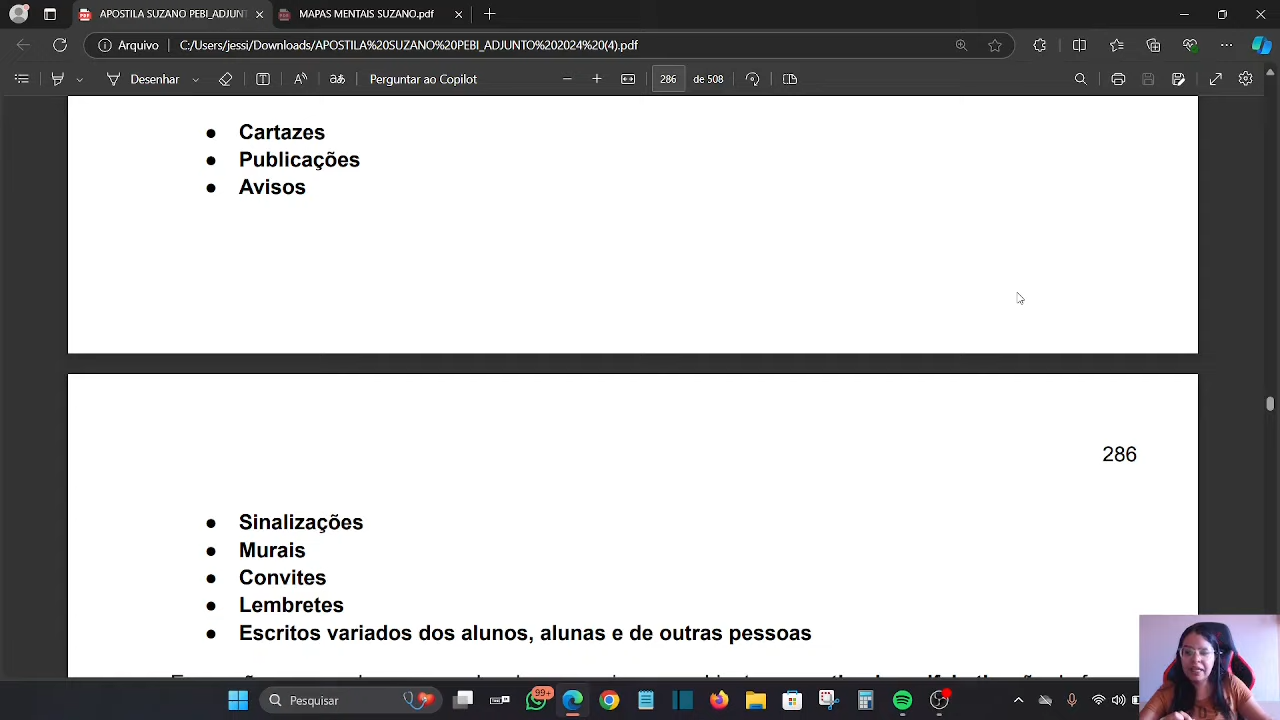 APOSTILA SUZANO PEBI_ADJUNT
MAPAS MENTAIS SUZANO.pdf
Arquivo
C:/Users/jessi/Downloads/APOSTILA%20SUZANO%20PEBI_ADJUNTO%202024%20(4).pdf
Desenhar
Perguntar ao Copilot
286
de 508
● Cartazes
● Publicações
● Avisos
286
● Sinalizações
● Murais
● Convites
● Lembretes
● Escritos variados dos alunos, alunas e de outras pessoas
Pesquisar
99+